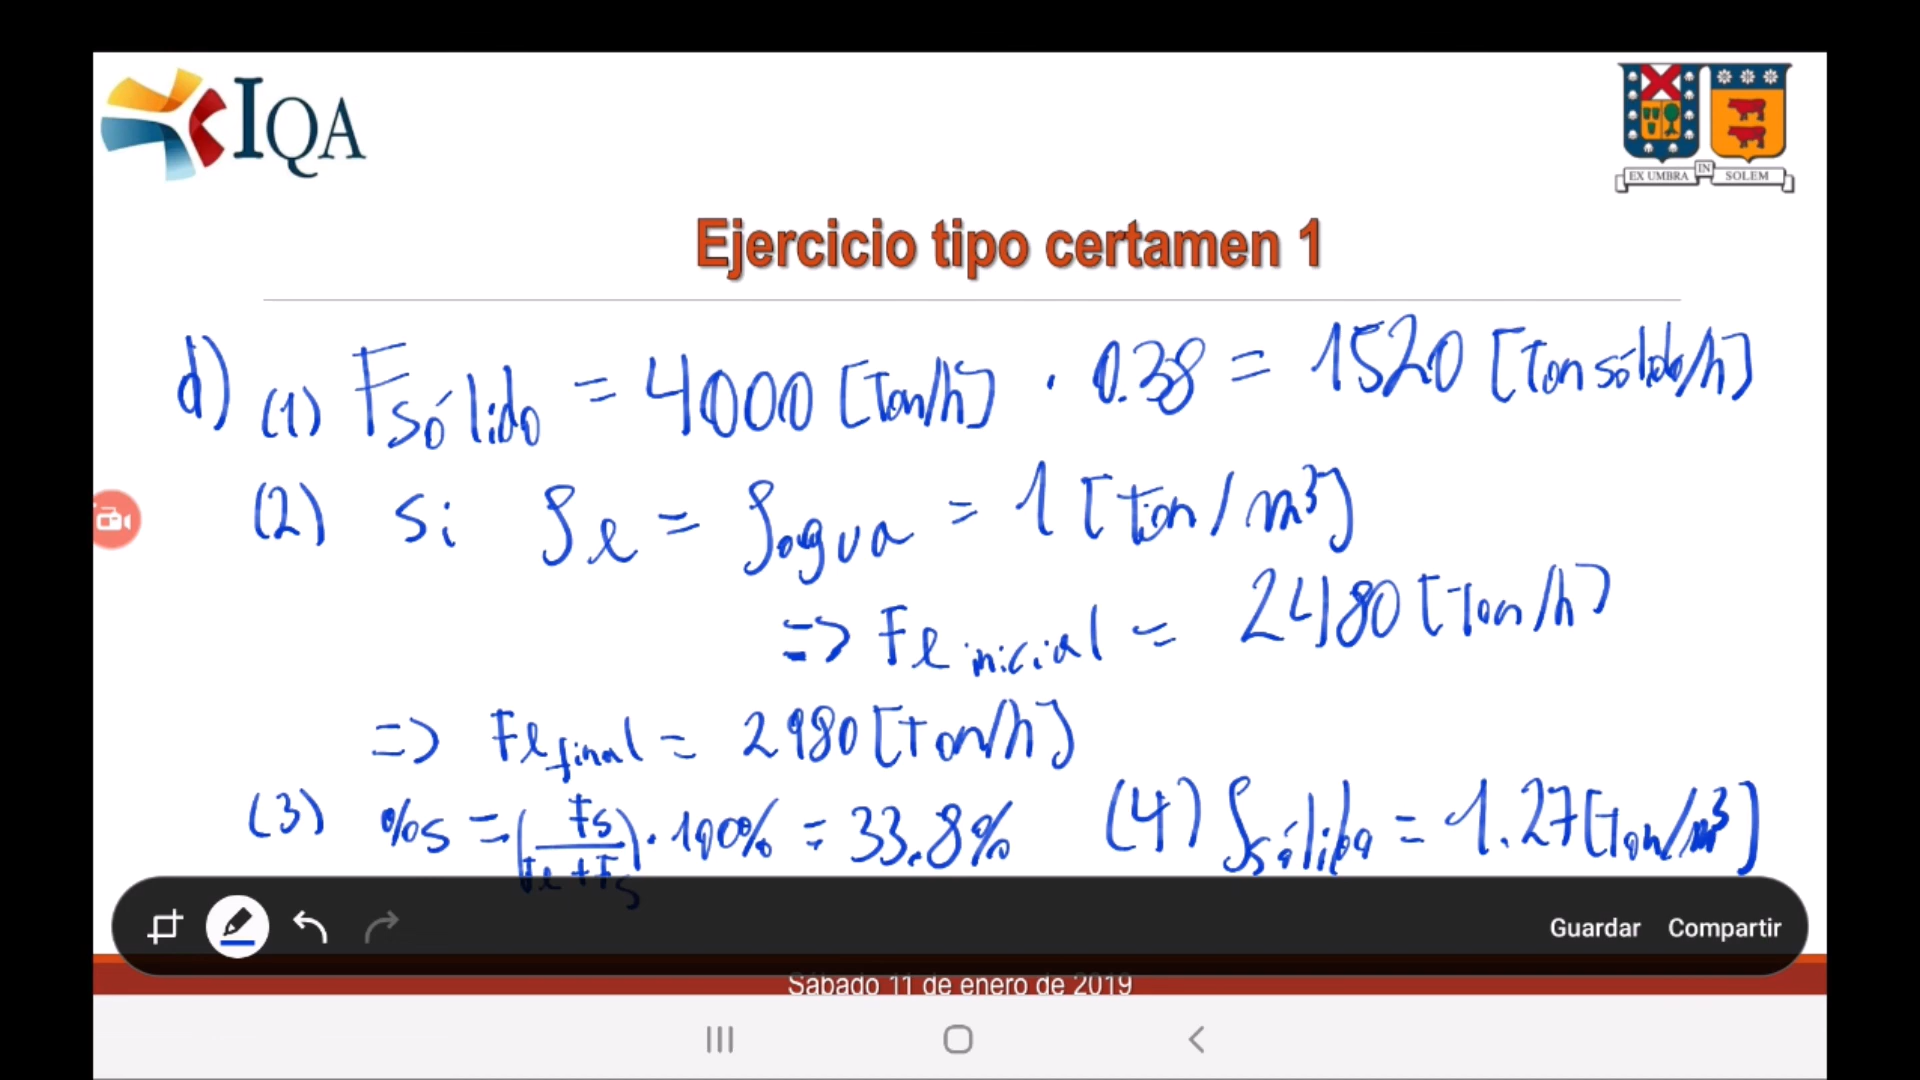 IQA
EX UMBRA IN SOLEM
Ejercicio tipo certamen 1
d) (1) Fsólido = 4000 [Ton/h] · 0.38 = 1520 [Ton sólido/h]
(2) si ρl = ρagua = 1 [ton/m³]
=> Fl inicial = 2480 [Ton/h]
=> Fl final = 2980 [Ton/h]
(3) %s = (Fs/Fl+Fs) · 100% = 33.8% (4) ρsólida = 1.27 [Ton/m³]
Guardar Compartir
Sábado 11 de enero de 2019